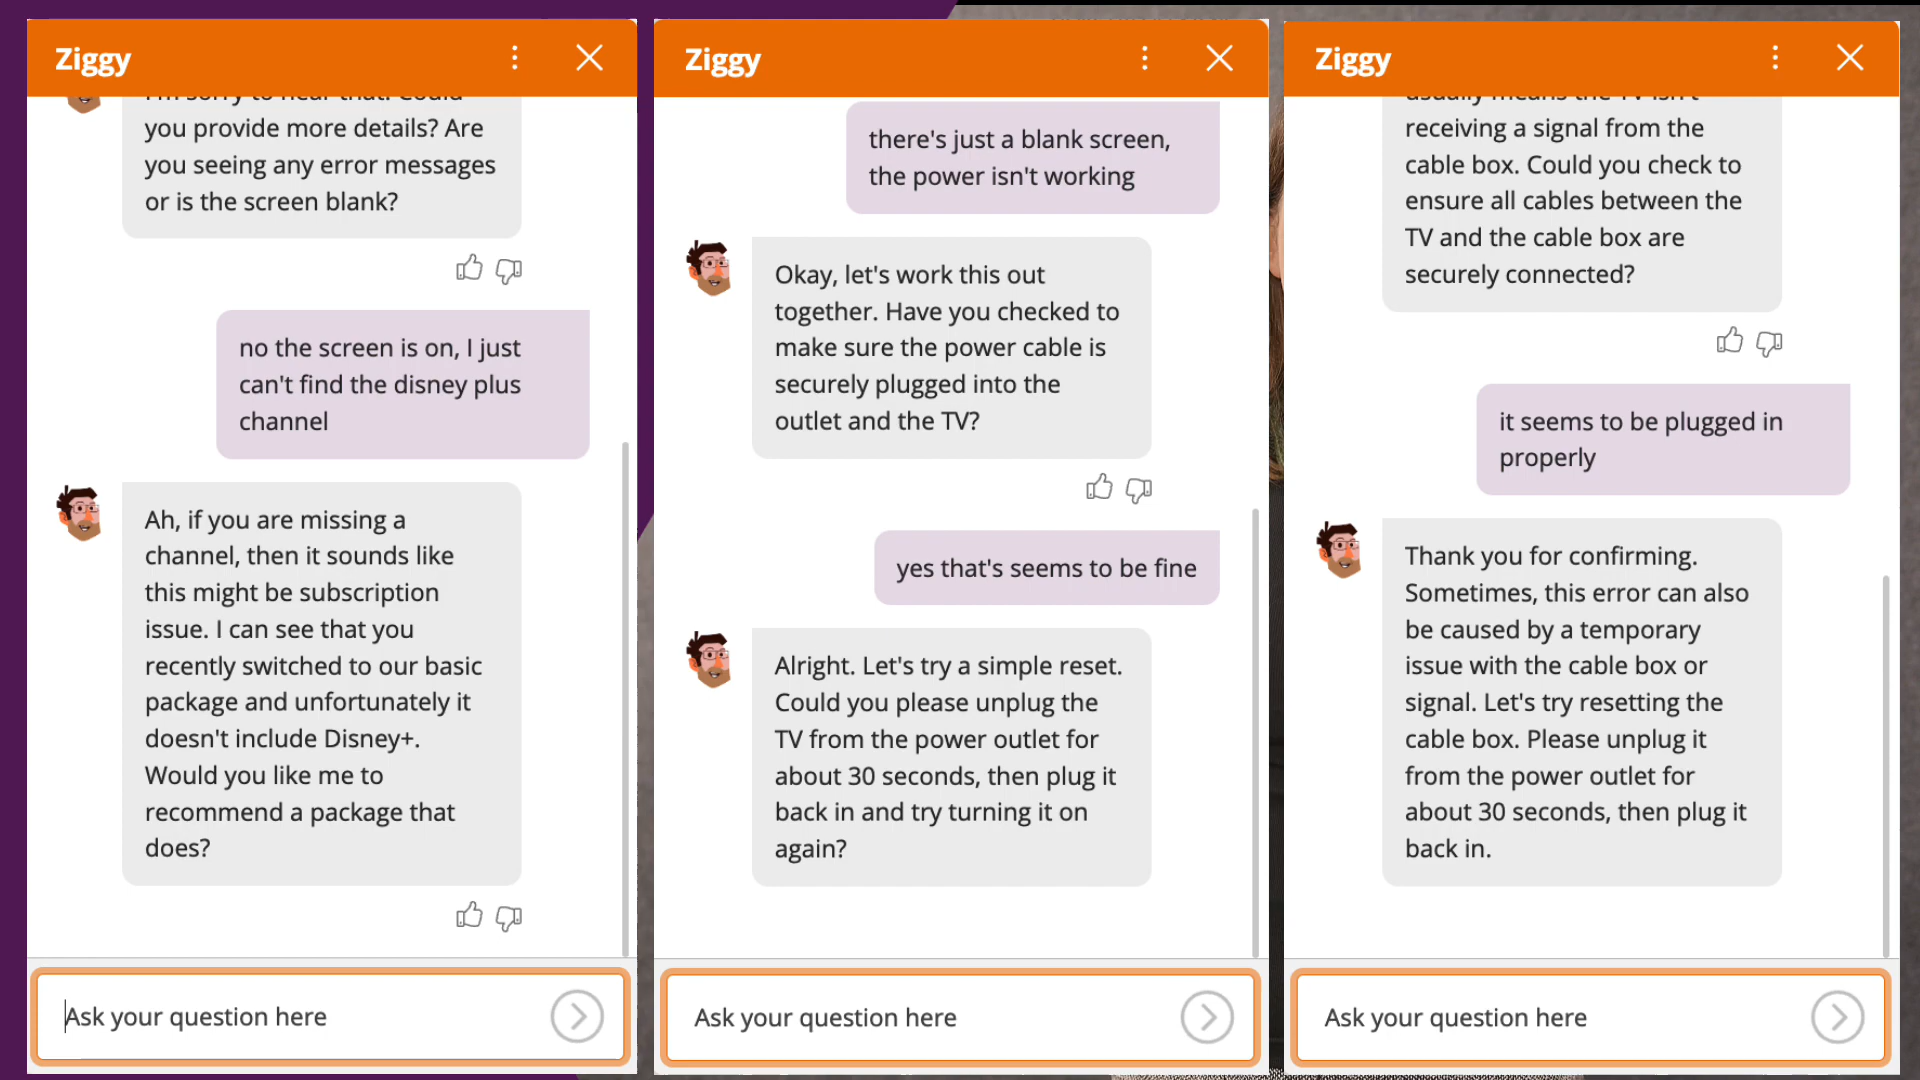 Ziggy
I'm sorry to hear that. Could
you provide more details? Are
you seeing any error messages
or is the screen blank?
no the screen is on, I just
can't find the disney plus
channel
Ah, if you are missing a
channel, then it sounds like
this might be subscription
issue. I can see that you
recently switched to our basic
package and unfortunately it
doesn't include Disney+.
Would you like me to
recommend a package that
does?
Ask your question here
Ziggy
there's just a blank screen,
the power isn't working
Okay, let's work this out
together. Have you checked to
make sure the power cable is
securely plugged into the
outlet and the TV?
yes that's seems to be fine
Alright. Let's try a simple reset.
Could you please unplug the
TV from the power outlet for
about 30 seconds, then plug it
back in and try turning it on
again?
Ask your question here
Ziggy
usually means the TV isn't
receiving a signal from the
cable box. Could you check to
ensure all cables between the
TV and the cable box are
securely connected?
it seems to be plugged in
properly
Thank you for confirming.
Sometimes, this error can also
be caused by a temporary
issue with the cable box or
signal. Let's try resetting the
cable box. Please unplug it
from the power outlet for
about 30 seconds, then plug it
back in.
Ask your question here